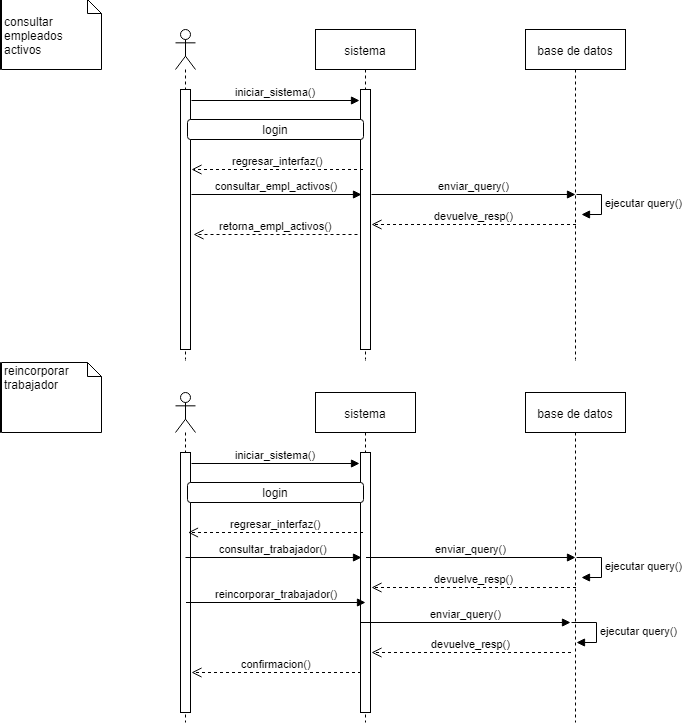 consultar
empleados
activos
sistema
base de datos
iniciar_sistema()
login
regresar_interfaz()
consultar_empl_activos()
enviar_query()
ejecutar query()
devuelve_resp()
retorna_empl_activos()
reincorporar
trabajador
sistema
base de datos
iniciar_sistema()
login
regresar_interfaz()
consultar_trabajador()
enviar_query()
ejecutar query()
devuelve_resp()
reincorporar_trabajador()
enviar_query()
ejecutar query()
devuelve_resp()
confirmacion()